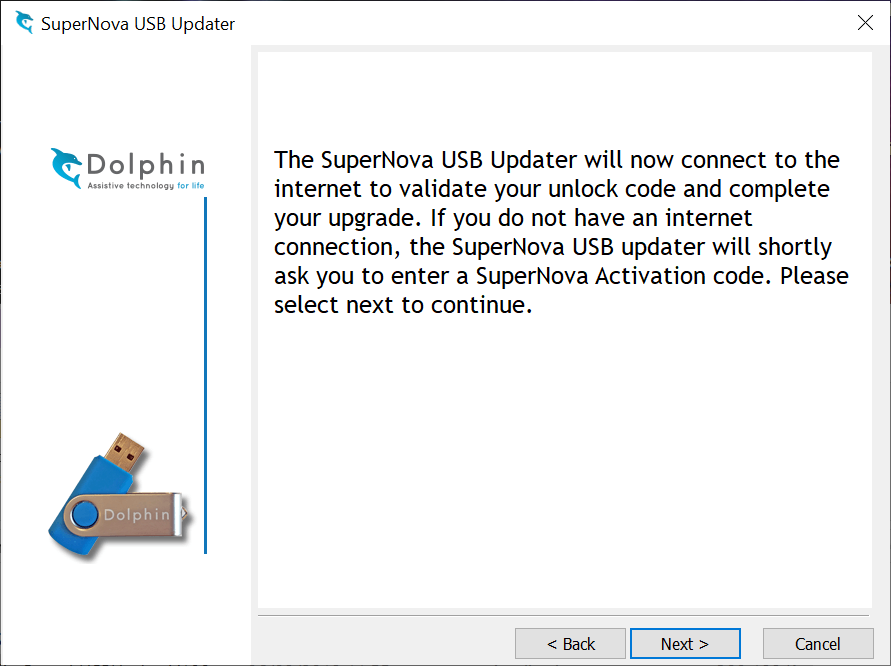 SuperNova USB Updater
Dolphin
Assistive technology for life
The SuperNova USB Updater will now connect to the
internet to validate your unlock code and complete
your upgrade. If you do not have an internet
connection, the SuperNova USB updater will shortly
ask you to enter a SuperNova Activation code. Please
select next to continue.
Dolphin
< Back
Next >
Cancel